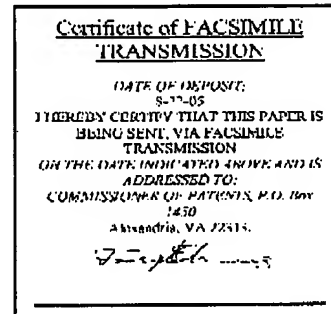 Certificate of FACSIMILE
TRANSMISSION
DATE OF DEPOSIT:
I HEREBY CERTIFY THAT THIS PAPER IS
BEING SENT, VIA FACSIMILE
TRANSMISSION
ON THE DATE INDICATED ABOVE AND IS
ADDRESSED TO:
COMMISSIONER OF PATENTS, P.O. Box
1450
Alexandria, VA 22313.